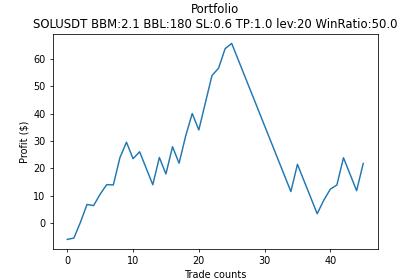 Portfolio
SOLUSDT BBM:2.1 BBL:180 SL:0.6 TP:1.0 lev:20 WinRatio:50.0
Profit ($)
60
50
40
30
20
10
0
0 10 20 30 40
Trade counts